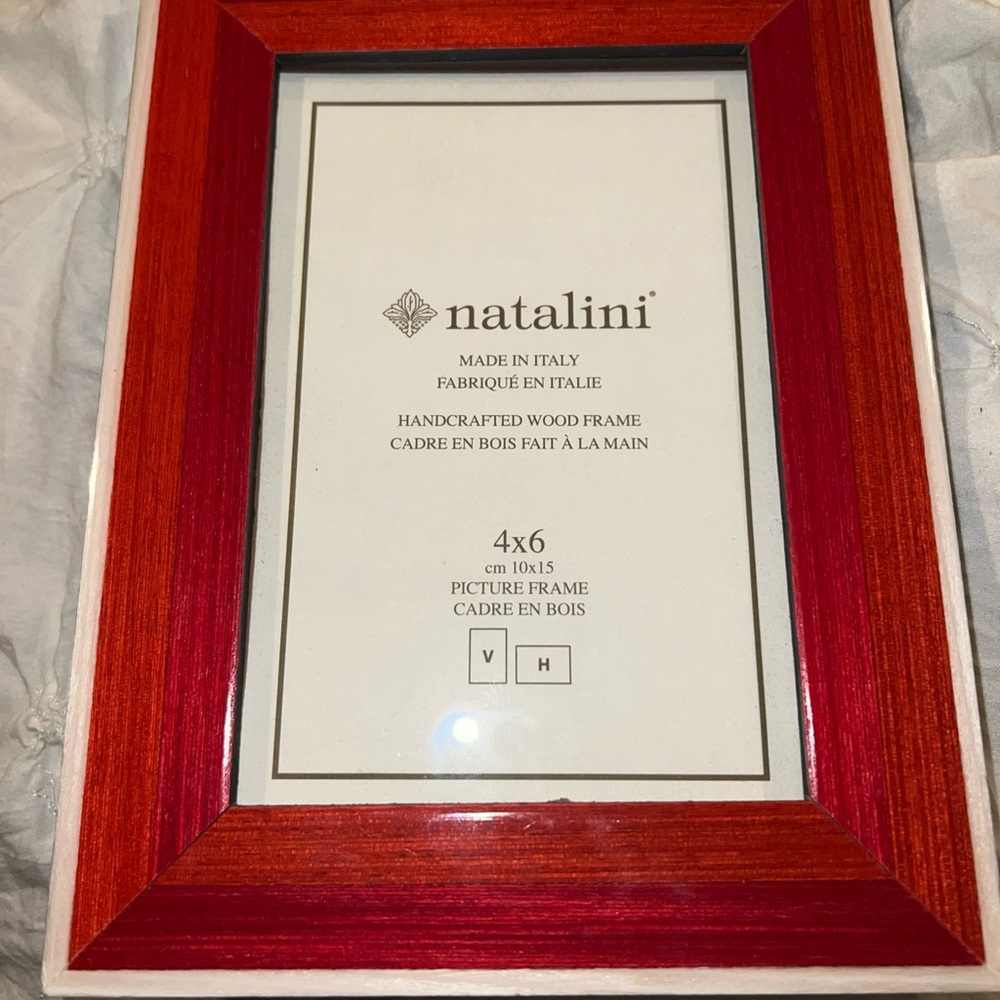 natalini®
MADE IN ITALY
FABRIQUÉ EN ITALIE
HANDCRAFTED WOOD FRAME
CADRE EN BOIS FAIT À LA MAIN
4x6
cm 10x15
PICTURE FRAME
CADRE EN BOIS
V H